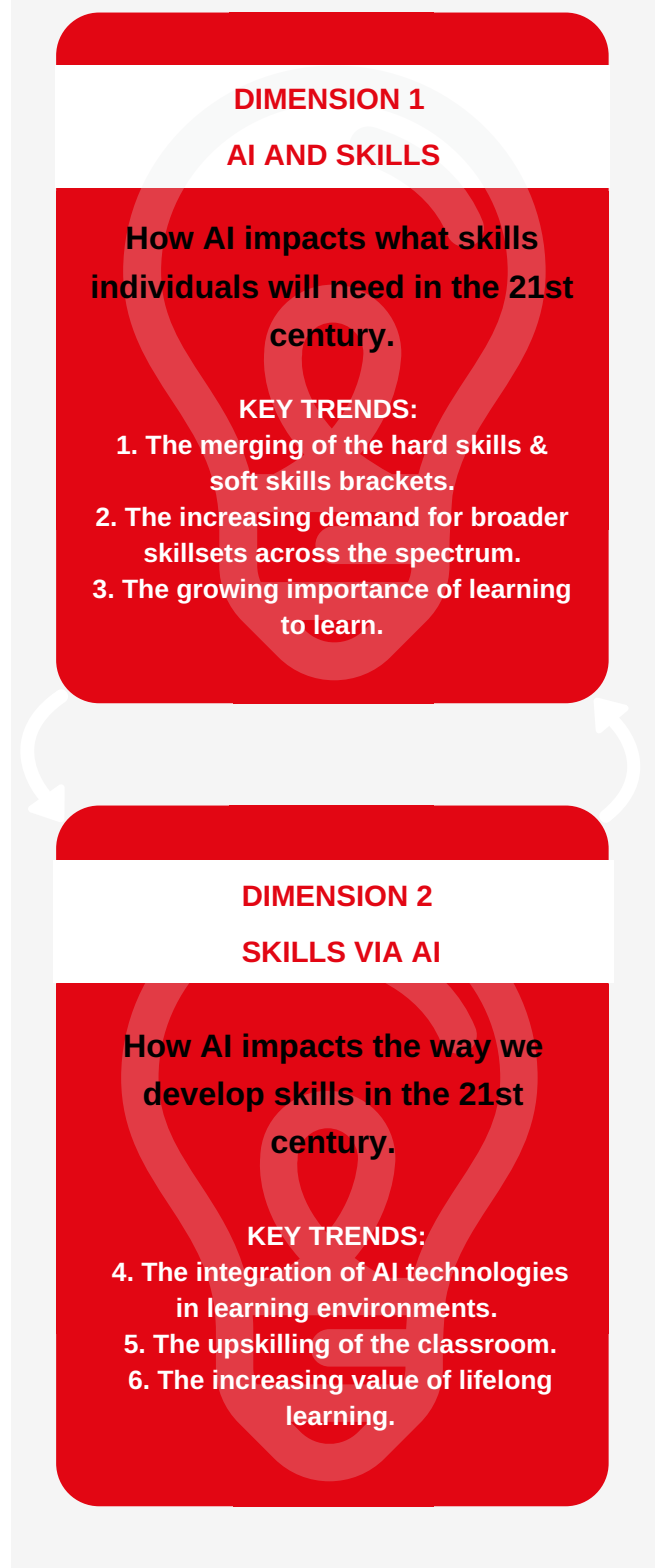 DIMENSION 1
AI AND SKILLS
How AI impacts what skills
individuals will need in the 21st
century.
KEY TRENDS:
1. The merging of the hard skills &
soft skills brackets.
2. The increasing demand for broader
skillsets across the spectrum.
3. The growing importance of learning
to learn.
DIMENSION 2
SKILLS VIA AI
How AI impacts the way we
develop skills in the 21st
century.
KEY TRENDS:
4. The integration of AI technologies
in learning environments.
5. The upskilling of the classroom.
6. The increasing value of lifelong
learning.